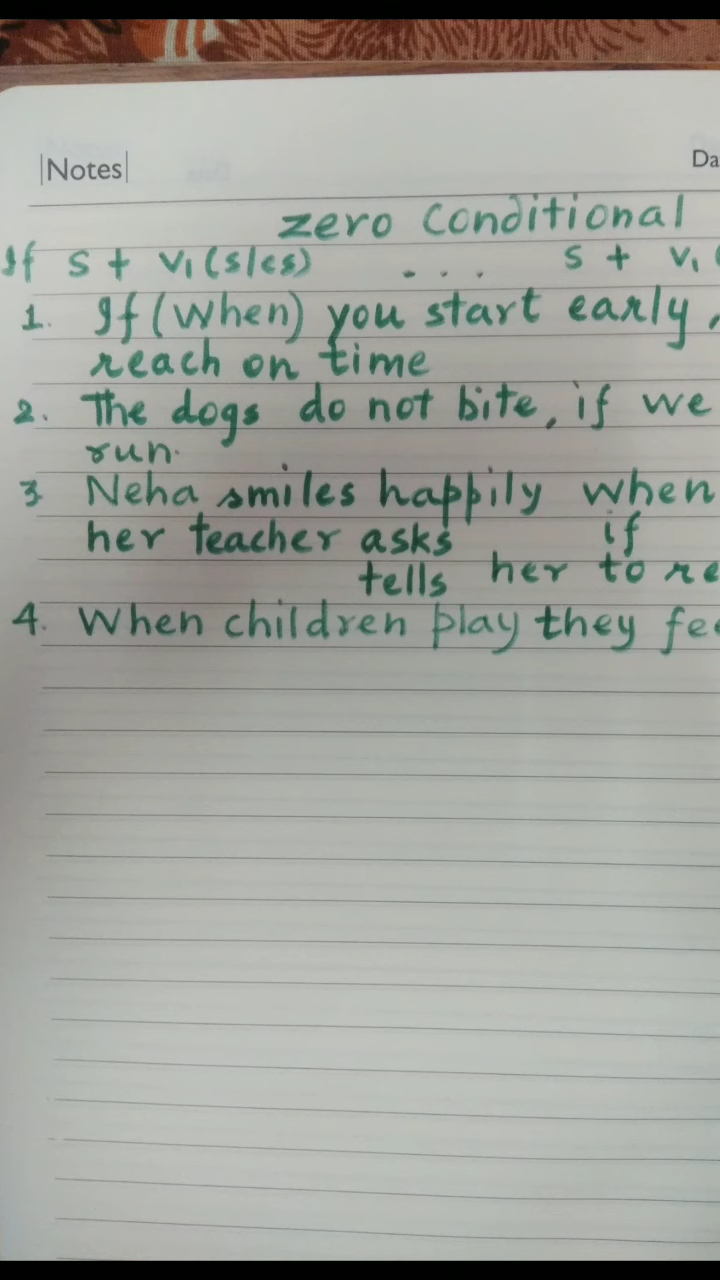 |Notes|
Da
zero Conditional
If S + V1 (s/es) ... S + V1 (
1. If (when) you start early,
reach on time
2. The dogs do not bite, if we
run.
3 Neha smiles happily when
her teacher asks if
tells her to re
4. When children play they fee